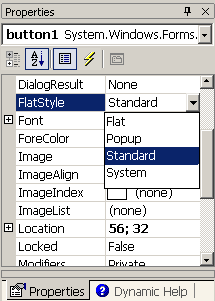 Properties
button1 System.Windows.Forms.
DialogResult None
FlatStyle Standard
Font Flat
ForeColor Popup
Image Standard
ImageAlign System
ImageIndex (none)
ImageList (none)
Location 56; 32
Locked False
Modifiers Private
Properties Dynamic Help